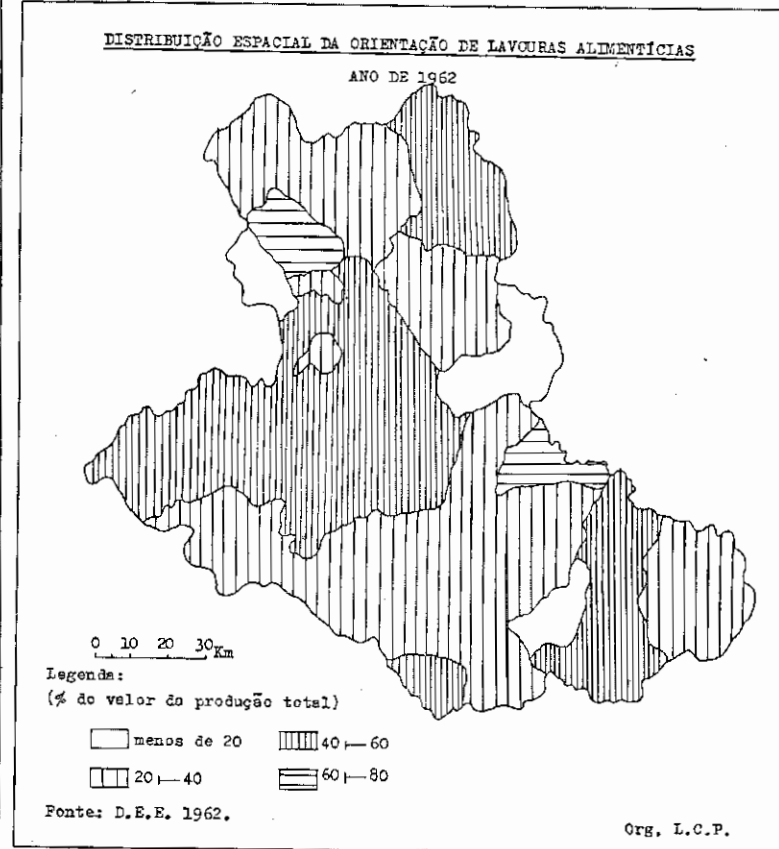 DISTRIBUIÇÃO ESPACIAL DA ORIENTAÇÃO DE LAVOURAS ALIMENTÍCIAS
ANO DE 1962
0 10 20 30 Km
Legenda:
(% do valor da produção total)
menos de 20
40 ⊢ 60
20 ⊢ 40
60 ⊢ 80
Fonte: D.E.E. 1962.
Org. L.C.P.